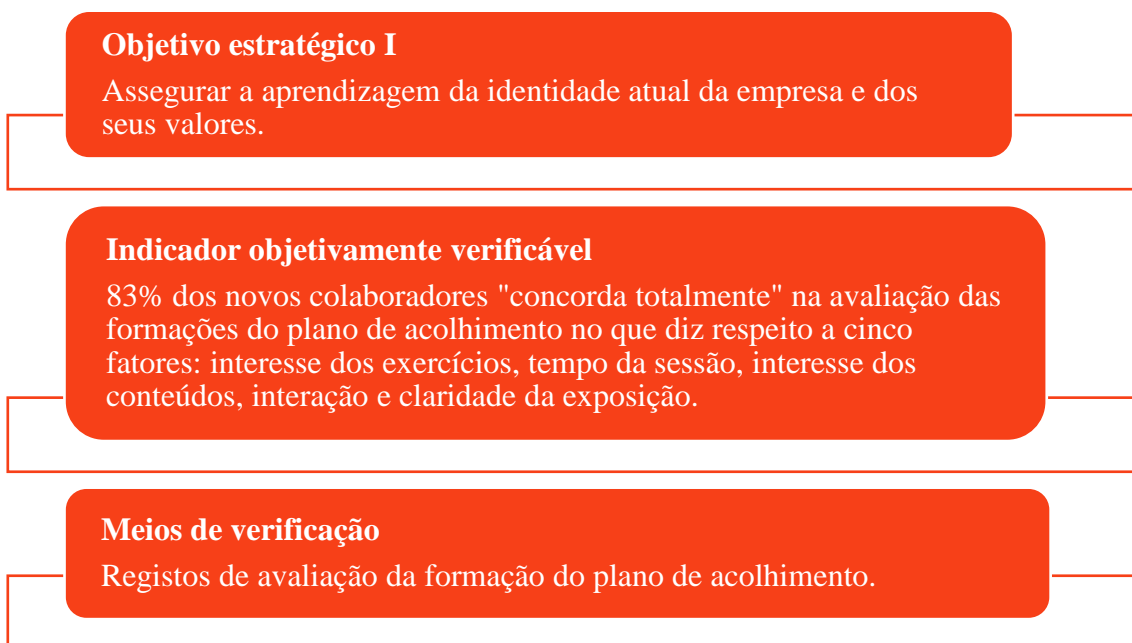 Objetivo estratégico I
Assegurar a aprendizagem da identidade atual da empresa e dos
seus valores.
Indicador objetivamente verificável
83% dos novos colaboradores "concorda totalmente" na avaliação das
formações do plano de acolhimento no que diz respeito a cinco
fatores: interesse dos exercícios, tempo da sessão, interesse dos
conteúdos, interação e claridade da exposição.
Meios de verificação
Registos de avaliação da formação do plano de acolhimento.